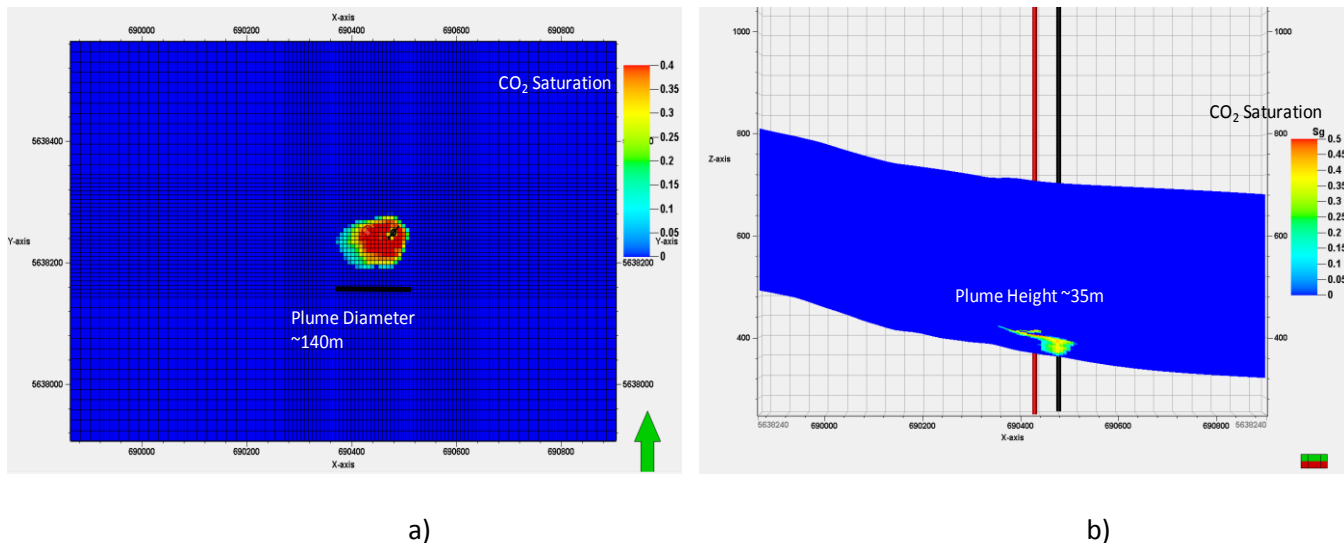 X-axis
690000 690200 690400 690600 690800
CO2 Saturation
0.4
0.35
0.3
0.25
0.2
0.15
0.1
0.05
0
5638400
5638400
Y-axis
Y-axis
5638200
5638200
Plume Diameter
~140m
5638000
5638000
690000 690200 690400 690600 690800
X-axis
a)
1000
1000
CO2 Saturation
800
800
Sg
Z-axis
0.5
0.45
0.4
0.35
0.3
0.25
0.2
0.15
0.1
0.05
0
600
600
Plume Height ~35m
400
400
5638240 690000 690200 690400 690600 690800 5638240
X-axis
b)